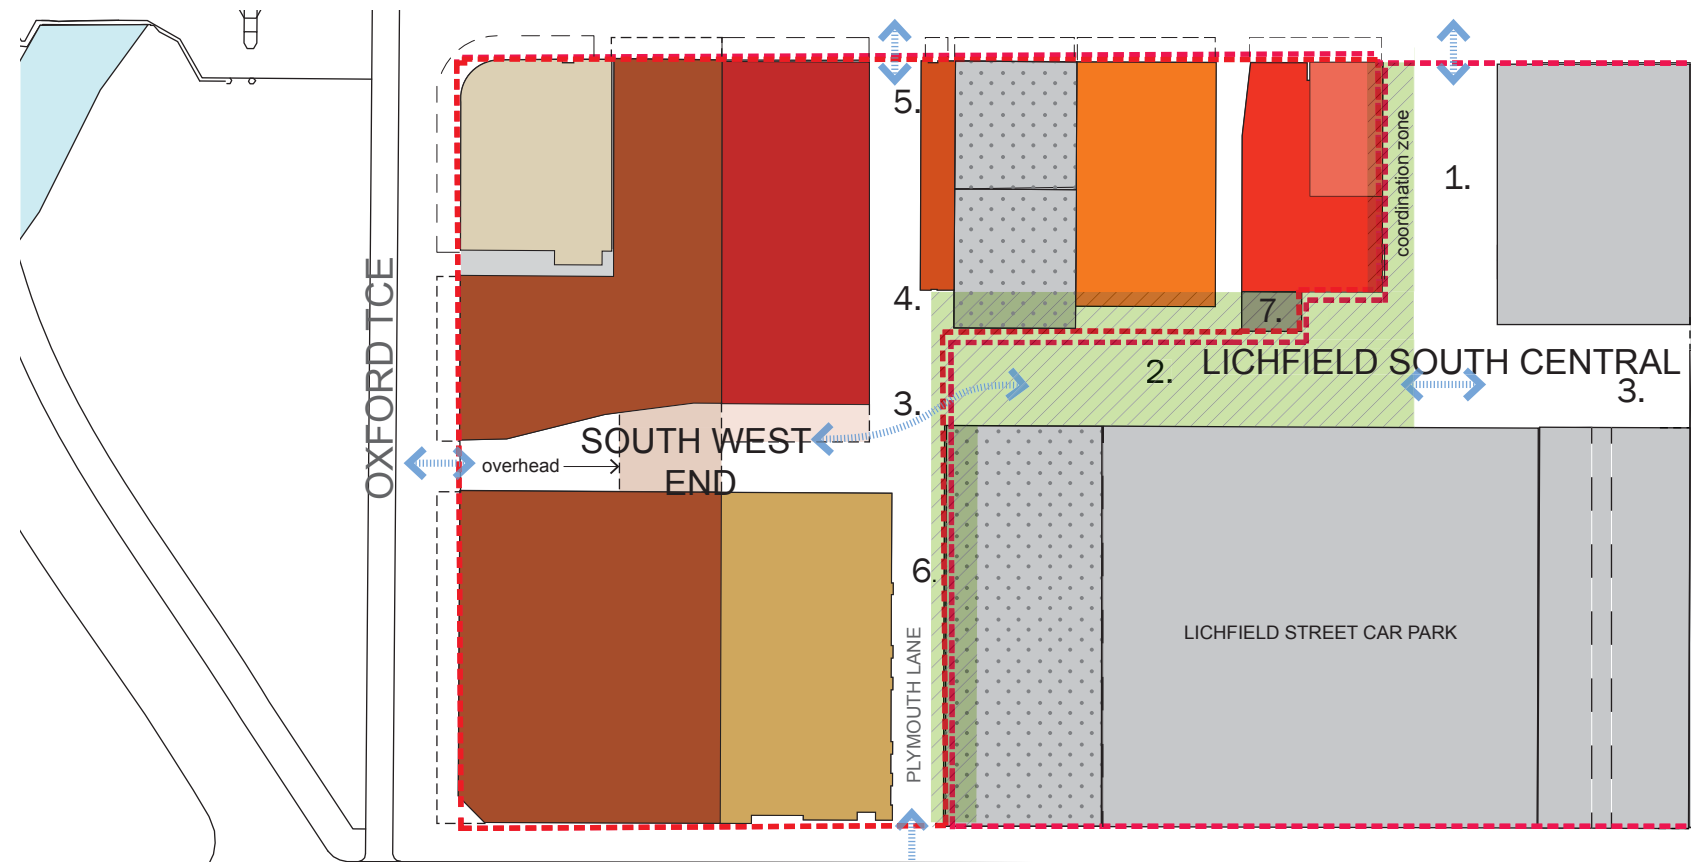 5.
coordination zone
1.
OXFORD TCE
4.
7.
2.
LICHFIELD SOUTH CENTRAL
3.
3.
SOUTH WEST
END
overhead
6.
PLYMOUTH LANE
LICHFIELD STREET CAR PARK